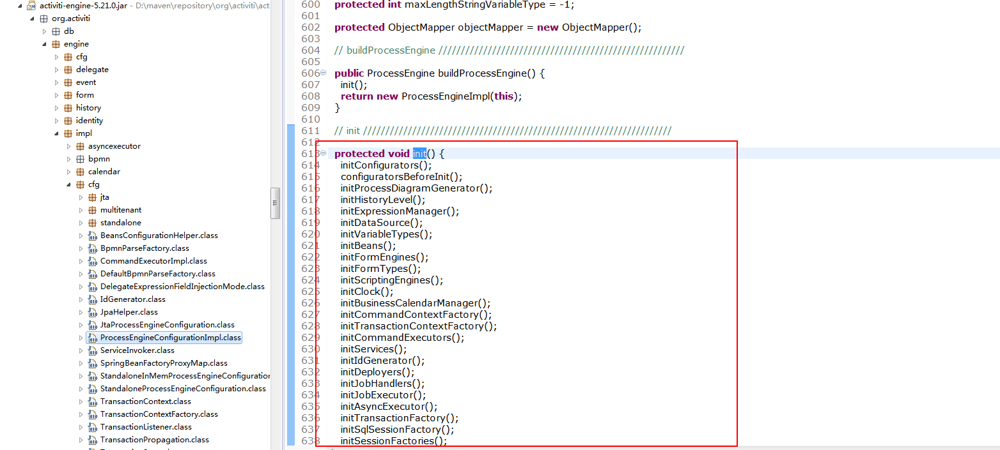 activiti-engine-5.21.0.jar - D:\maven\repository\org\activiti\act
org.activiti
db
engine
cfg
delegate
event
form
history
identity
impl
asyncexecutor
bpmn
calendar
cfg
jta
multitenant
standalone
BeansConfigurationHelper.class
BpmnParseFactory.class
CommandExecutorImpl.class
DefaultBpmnParseFactory.class
DelegateExpressionFieldInjectionMode.class
IdGenerator.class
JpaHelper.class
JtaProcessEngineConfiguration.class
ProcessEngineConfigurationImpl.class
ServiceInvoker.class
SpringBeanFactoryProxyMap.class
StandaloneInMemProcessEngineConfiguration
StandaloneProcessEngineConfiguration.class
TransactionContext.class
TransactionContextFactory.class
TransactionListener.class
TransactionPropagation.class
600 protected int maxLengthStringVariableType = -1;
601
602 protected ObjectMapper objectMapper = new ObjectMapper();
603
604 // buildProcessEngine ///////////////////////////////////////////////////////
605
606 public ProcessEngine buildProcessEngine() {
607 init();
608 return new ProcessEngineImpl(this);
609 }
610
611 // init /////////////////////////////////////////////////////////////////////
612
613 protected void init() {
614 initConfigurators();
615 configuratorsBeforeInit();
616 initProcessDiagramGenerator();
617 initHistoryLevel();
618 initExpressionManager();
619 initDataSource();
620 initVariableTypes();
621 initBeans();
622 initFormEngines();
623 initFormTypes();
624 initScriptingEngines();
625 initClock();
626 initBusinessCalendarManager();
627 initCommandContextFactory();
628 initTransactionContextFactory();
629 initCommandExecutors();
630 initServices();
631 initIdGenerator();
632 initDeployers();
633 initJobHandlers();
634 initJobExecutor();
635 initAsyncExecutor();
636 initTransactionFactory();
637 initSqlSessionFactory();
638 initSessionFactories();